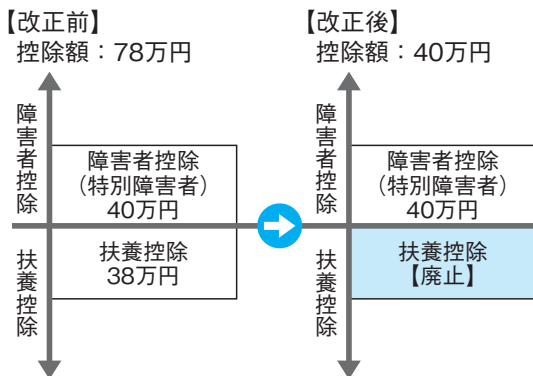 【改正前】
控除額：78万円
障害者控除
障害者控除
（特別障害者）
40万円
扶養控除
扶養控除
38万円
【改正後】
控除額：40万円
障害者控除
障害者控除
（特別障害者）
40万円
扶養控除
扶養控除
【廃止】